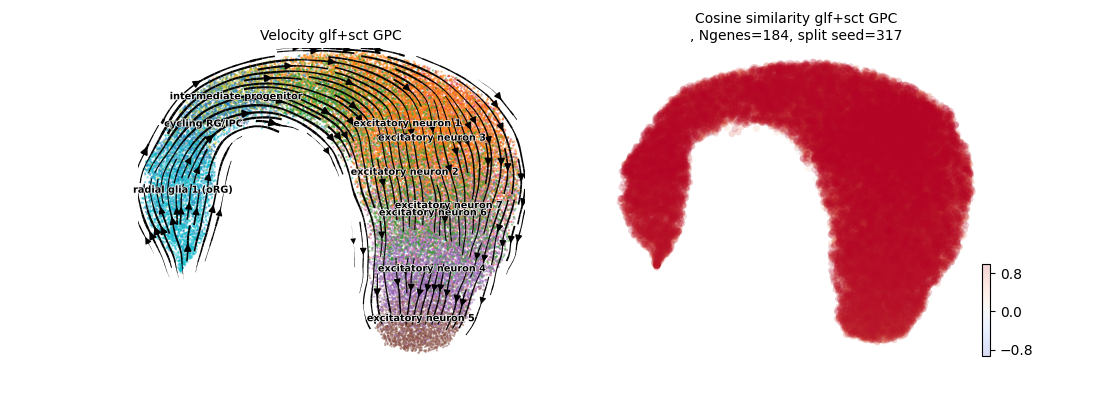 Velocity glf+sct GPC
intermediate progenitor
cycling RG/IPC
excitatory neuron 1
excitatory neuron 3
excitatory neuron 2
radial glia 1 (oRG)
excitatory neuron 7
excitatory neuron 6
excitatory neuron 4
excitatory neuron 5
Cosine similarity glf+sct GPC
, Ngenes=184, split seed=317
0.8
0.0
−0.8